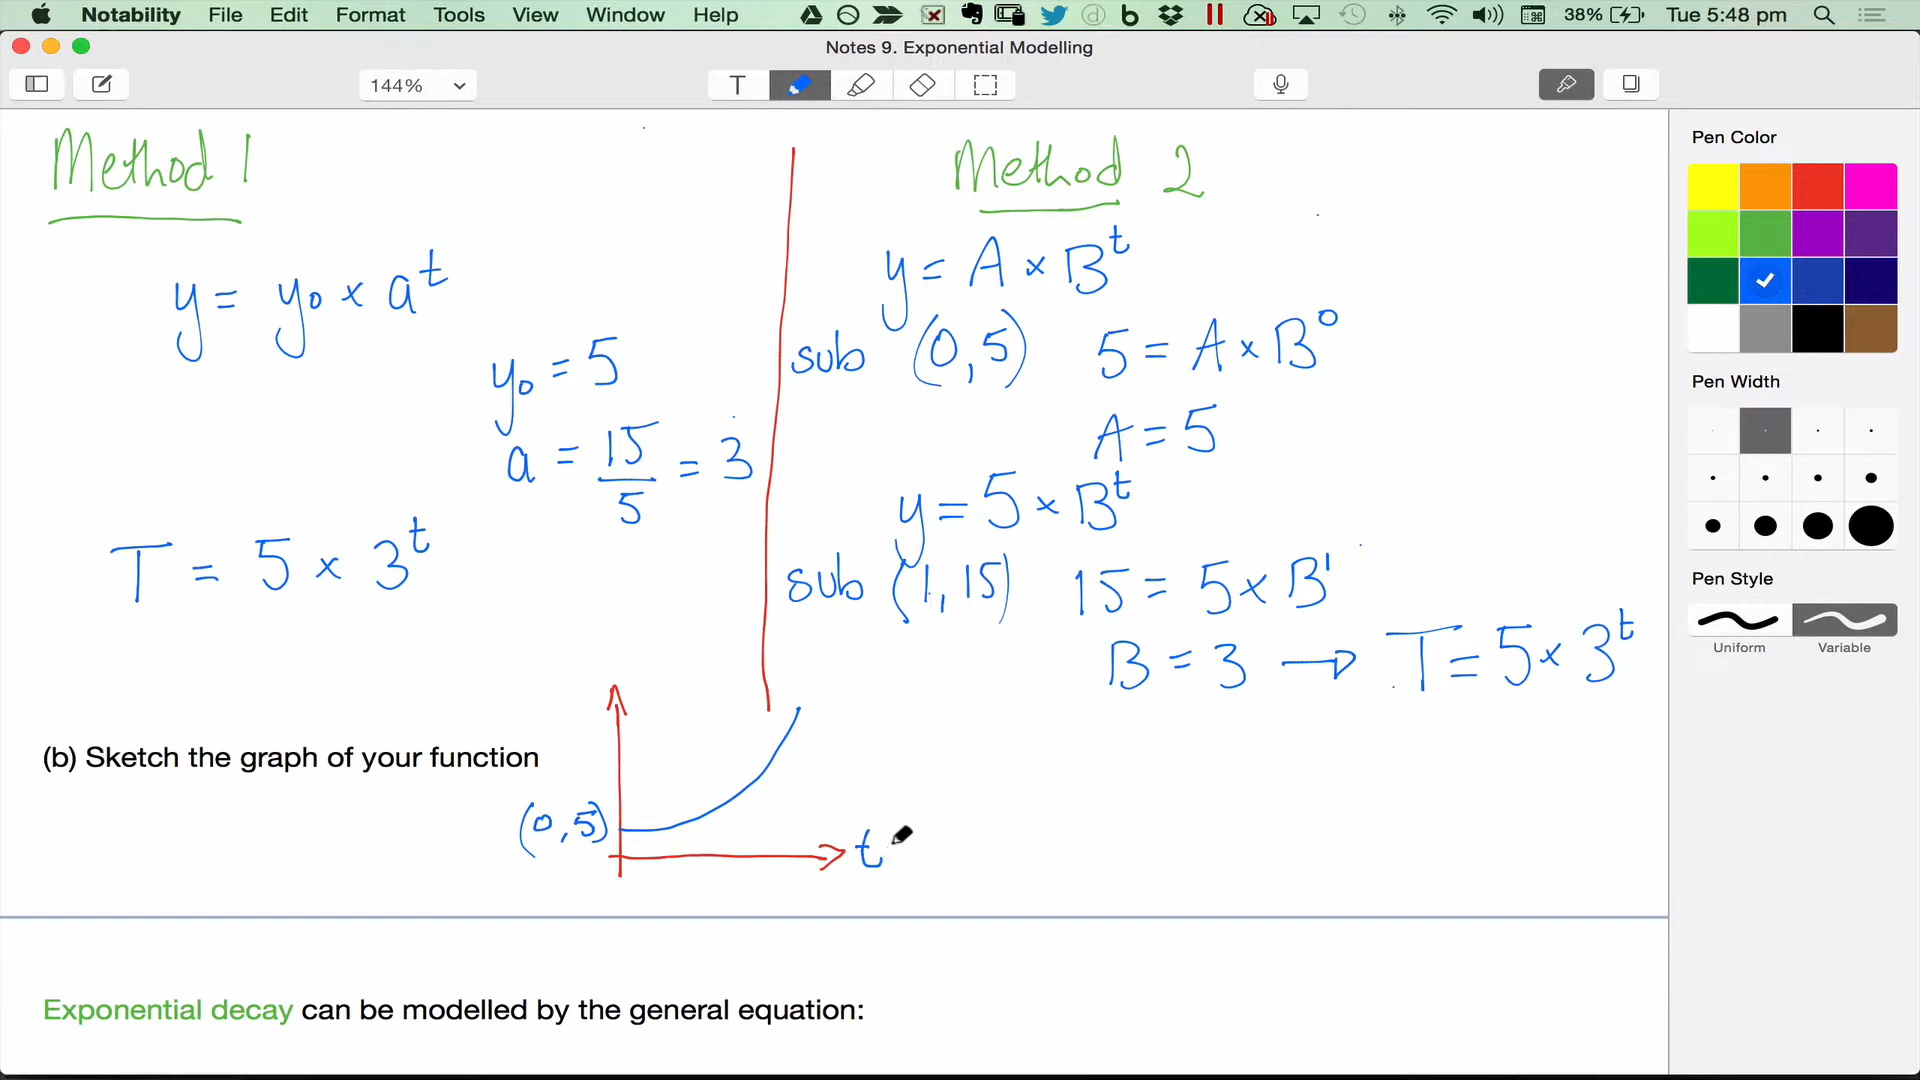 Notability File Edit Format Tools View Window Help 38% Tue 5:48 pm
Notes 9. Exponential Modelling
144%
T
Method 1
y = y₀ × aᵗ
y₀ = 5
a = 15/5 = 3
T = 5 × 3ᵗ
Method 2
y = A × Bᵗ
sub (0,5) 5 = A × B⁰
A = 5
y = 5 × Bᵗ
sub (1,15) 15 = 5 × B¹
B = 3 → T = 5 × 3ᵗ
(b) Sketch the graph of your function
(0,5)
t
Exponential decay can be modelled by the general equation:
Pen Color
Pen Width
Pen Style
Uniform Variable